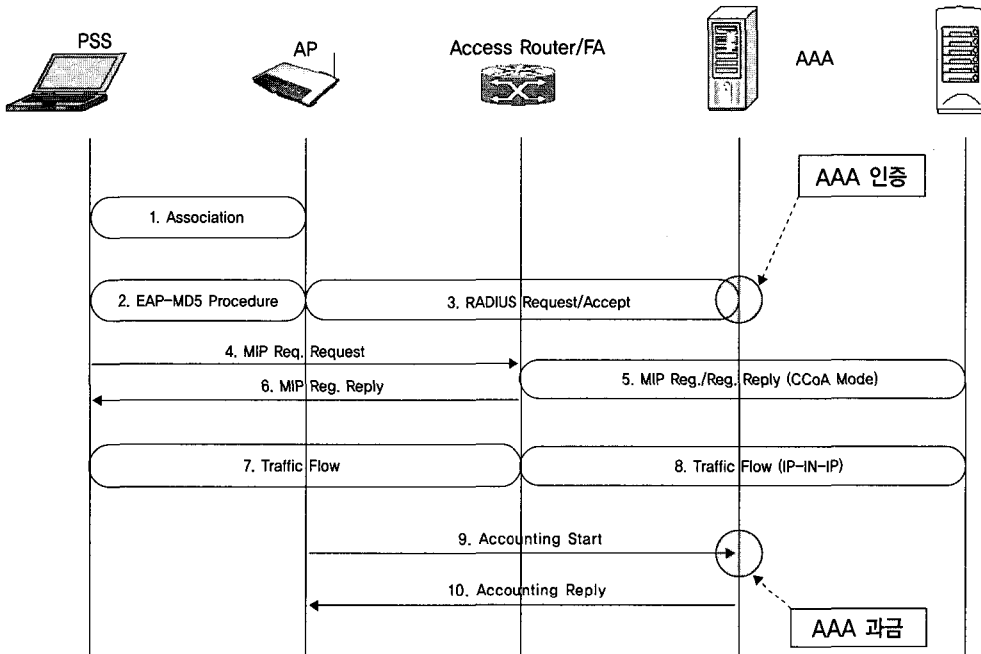 PSS
AP
Access Router/FA
AAA
AAA 인증
1. Association
2. EAP-MD5 Procedure
3. RADIUS Request/Accept
4. MIP Req. Request
5. MIP Reg./Reg. Reply (CCoA Mode)
6. MIP Reg. Reply
7. Traffic Flow
8. Traffic Flow (IP-IN-IP)
9. Accounting Start
10. Accounting Reply
AAA 과금